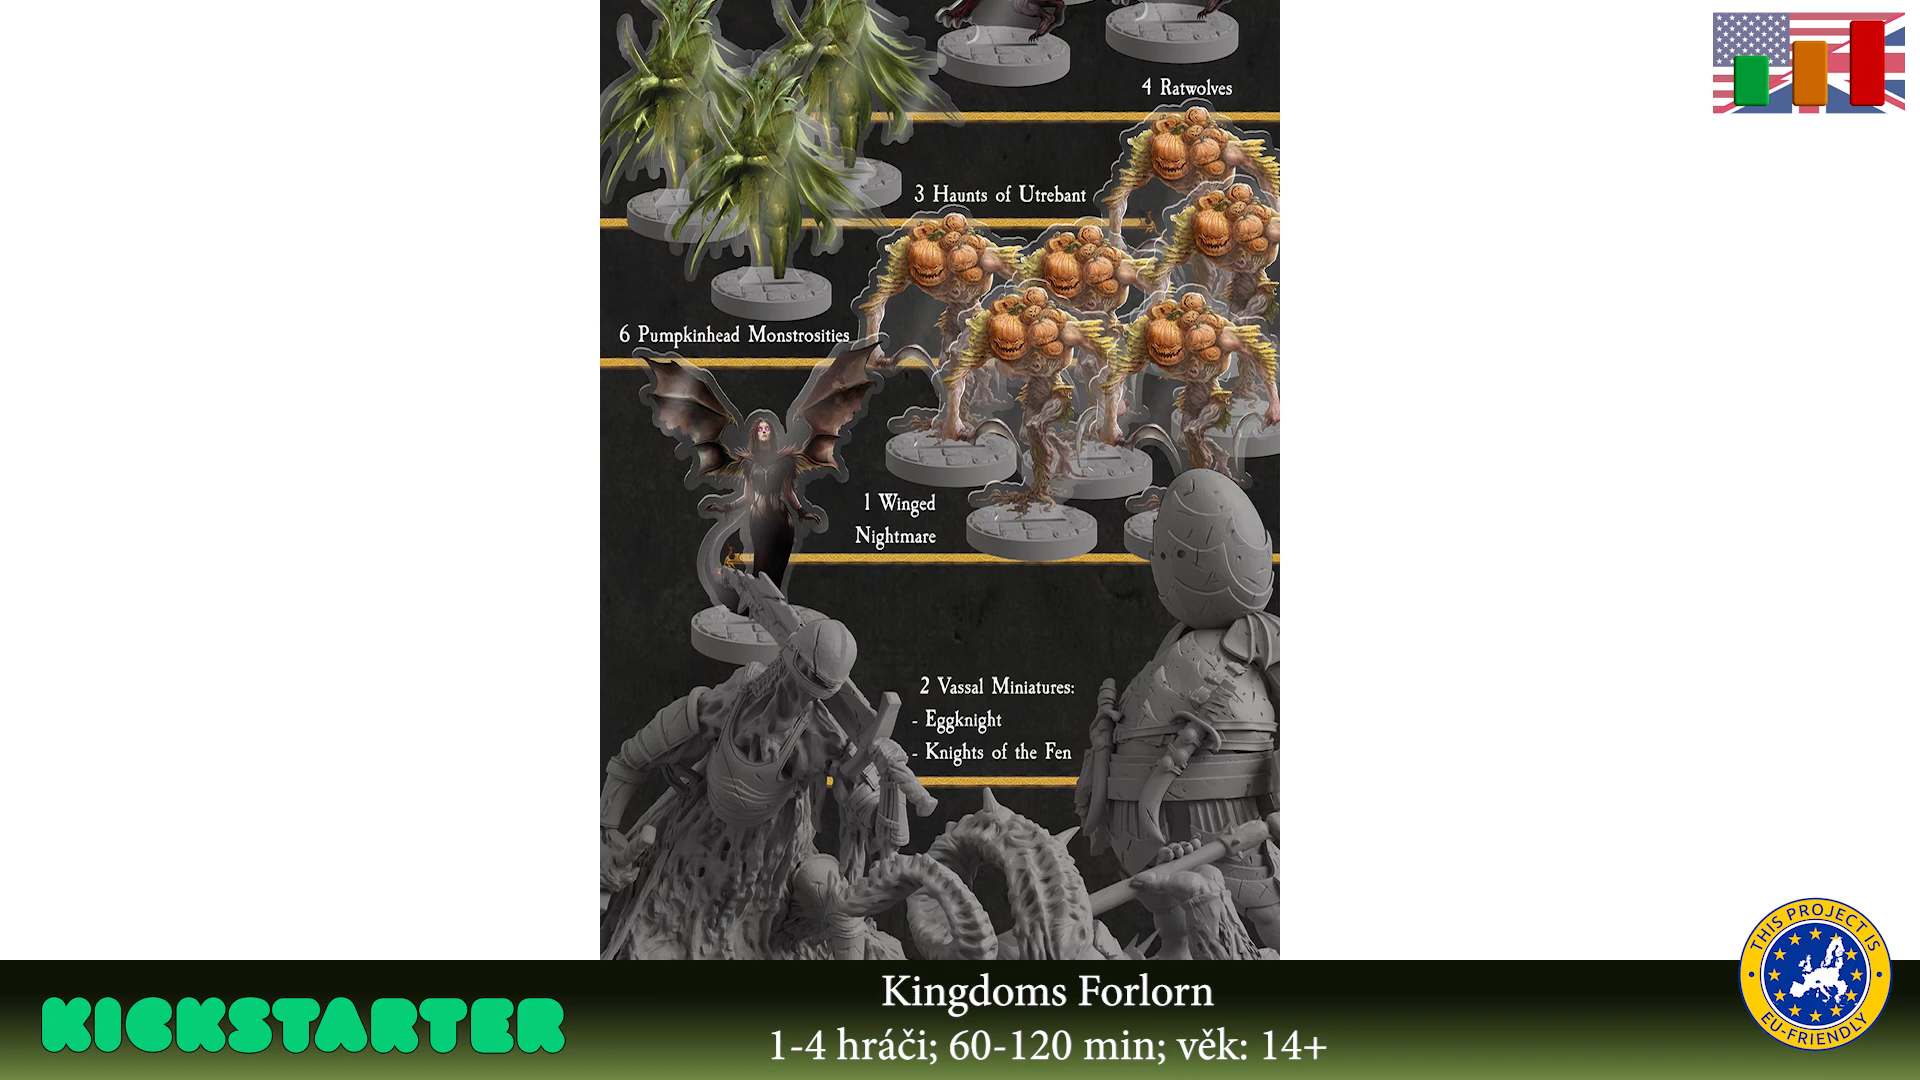 4 Ratwolves
3 Haunts of Utrebant
6 Pumpkinhead Monstrosities
1 Winged
Nightmare
2 Vassal Miniatures:
- Eggknight
- Knights of the Fen
KICKSTARTER
Kingdoms Forlorn
1-4 hráči; 60-120 min; věk: 14+
THIS PROJECT IS
EU-FRIENDLY